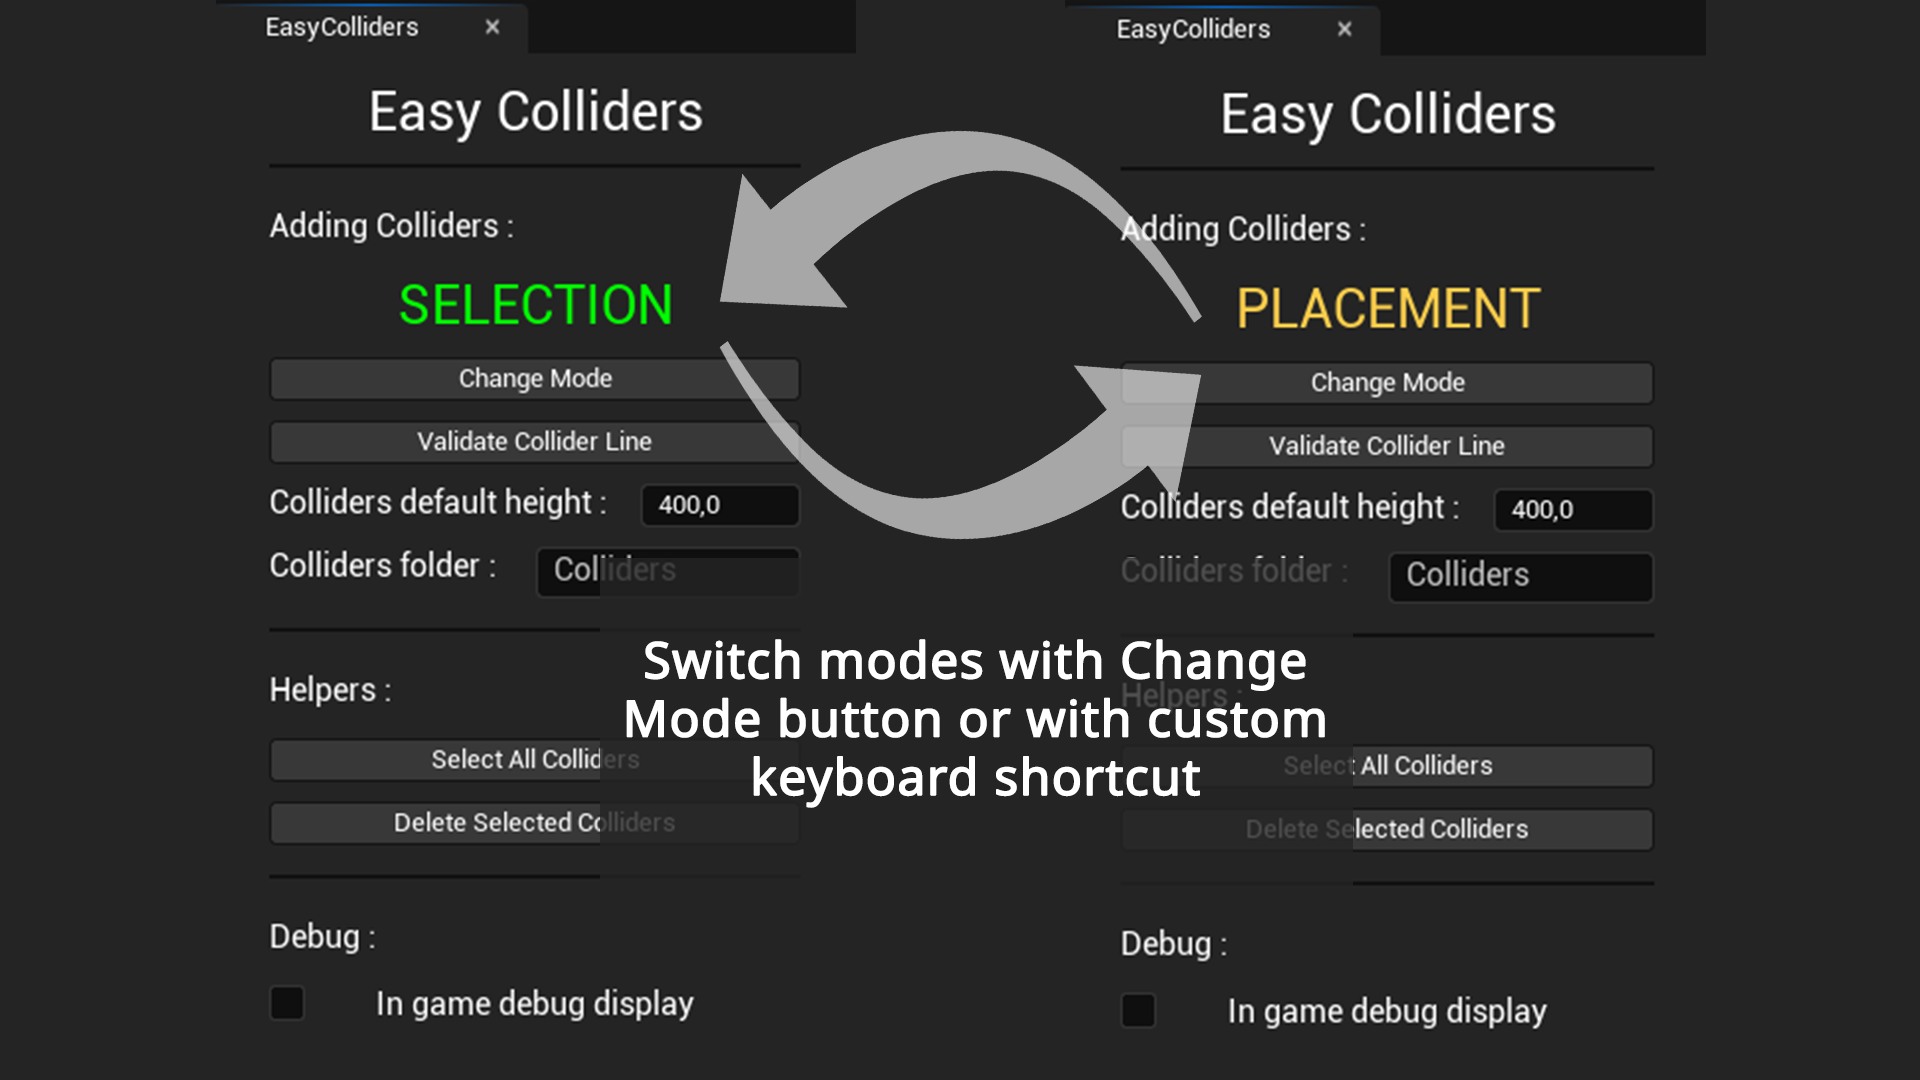 EasyColliders ×
Easy Colliders
Adding Colliders :
SELECTION
Change Mode
Validate Collider Line
Colliders default height : 400,0
Colliders folder : Colliders
Helpers :
Select All Colliders
Delete Selected Colliders
Debug :
In game debug display
EasyColliders ×
Easy Colliders
Adding Colliders :
PLACEMENT
Change Mode
Validate Collider Line
Colliders default height : 400,0
Colliders folder : Colliders
Helpers :
Select All Colliders
Delete Selected Colliders
Debug :
In game debug display
Switch modes with Change
Mode button or with custom
keyboard shortcut